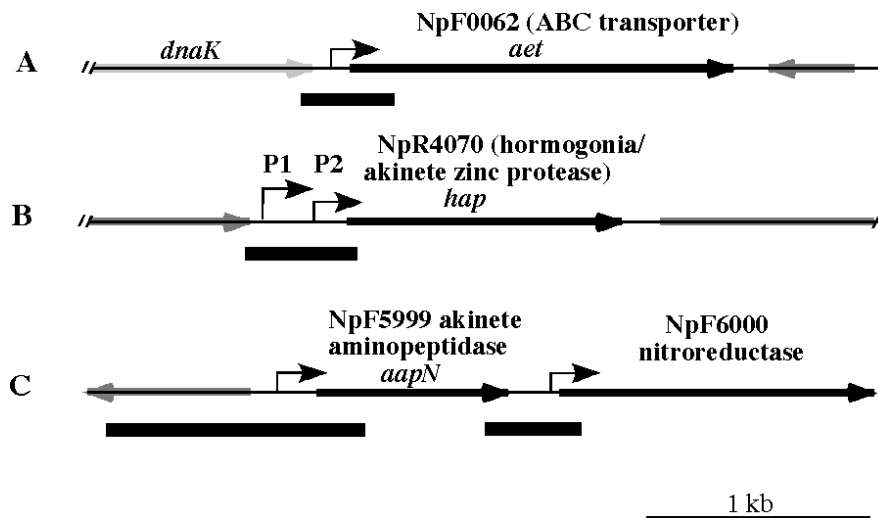 NpF0062 (ABC transporter)
A dnaK aet
NpR4070 (hormogonia/
P1 P2 akinete zinc protease)
hap
B
NpF5999 akinete NpF6000
aminopeptidase nitroreductase
aapN
C
1 kb